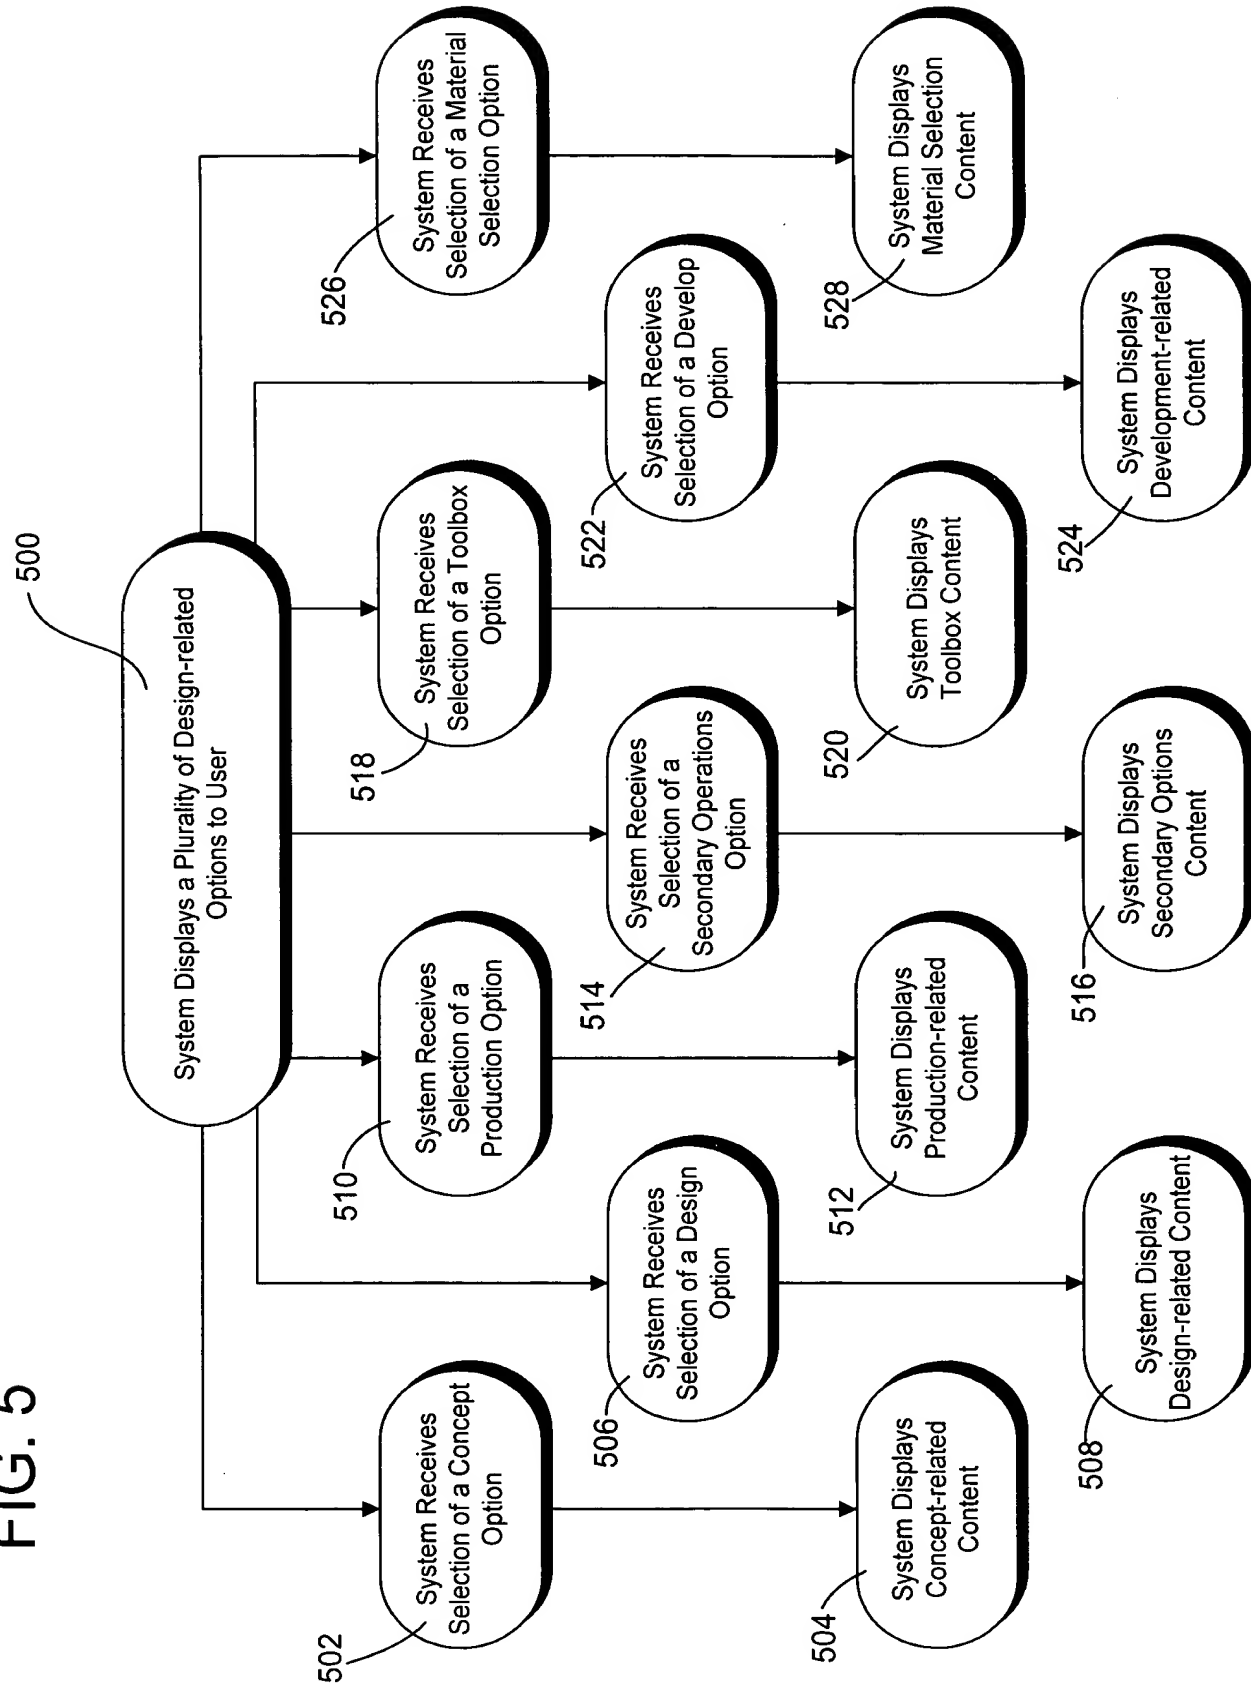 FIG. 5
500
System Displays a Plurality of Design-related
Options to User
502
System Receives
Selection of a Concept
Option
504
System Displays
Concept-related
Content
506
System Receives
Selection of a Design
Option
508
System Displays
Design-related Content
510
System Receives
Selection of a
Production Option
512
System Displays
Production-related
Content
514
System Receives
Selection of a
Secondary Operations
Option
516
System Displays
Secondary Options
Content
518
System Receives
Selection of a Toolbox
Option
520
System Displays
Toolbox Content
522
System Receives
Selection of a Develop
Option
524
System Displays
Development-related
Content
526
System Receives
Selection of a Material
Selection Option
528
System Displays
Material Selection
Content